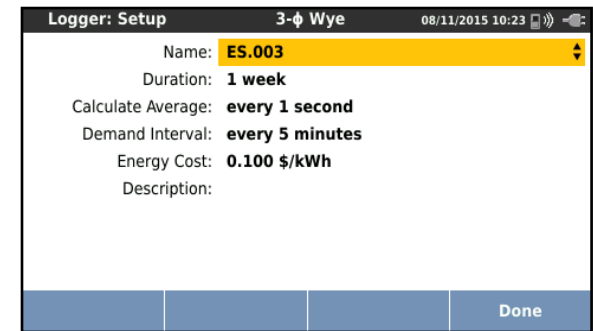 Logger: Setup 3-ϕ Wye 08/11/2015 10:23
Name: ES.003
Duration: 1 week
Calculate Average: every 1 second
Demand Interval: every 5 minutes
Energy Cost: 0.100 $/kWh
Description:
Done